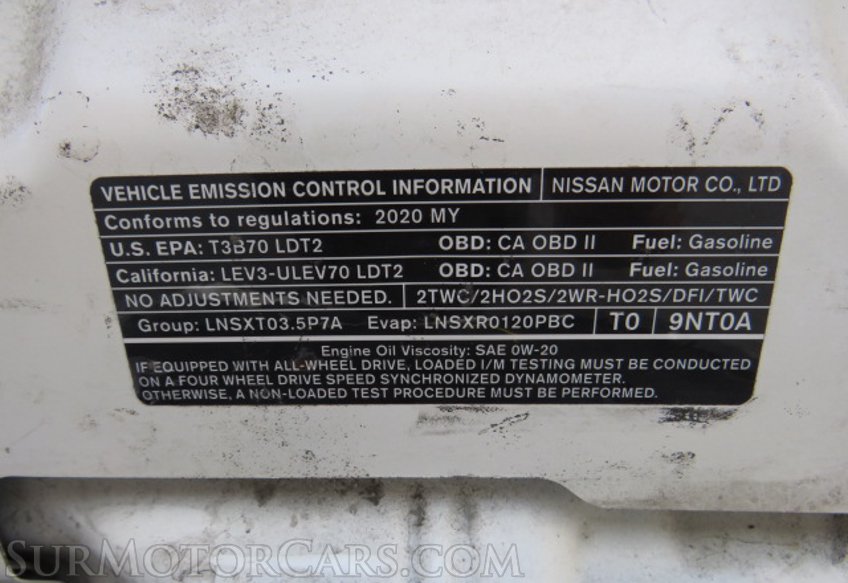 VEHICLE EMISSION CONTROL INFORMATION NISSAN MOTOR CO., LTD
Conforms to regulations: 2020 MY
U.S. EPA: T3B70 LDT2 OBD: CA OBD II Fuel: Gasoline
California: LEV3-ULEV70 LDT2 OBD: CA OBD II Fuel: Gasoline
NO ADJUSTMENTS NEEDED. 2TWC/2HO2S/2WR-HO2S/DFI/TWC
Group: LNSXT03.5P7A Evap: LNSXR0120PBC T0 9NT0A
Engine Oil Viscosity: SAE 0W-20
IF EQUIPPED WITH ALL-WHEEL DRIVE, LOADED I/M TESTING MUST BE CONDUCTED
ON A FOUR WHEEL DRIVE SPEED SYNCHRONIZED DYNAMOMETER.
OTHERWISE, A NON-LOADED TEST PROCEDURE MUST BE PERFORMED.
SurMotorCars.com